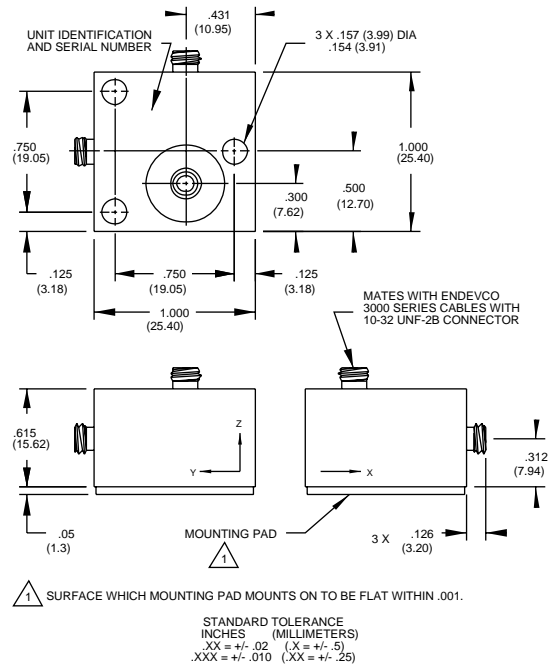 .431
(10.95)
UNIT IDENTIFICATION
AND SERIAL NUMBER
3 X .157 (3.99) DIA
.154 (3.91)
.750
(19.05)
1.000
(25.40)
.300
(7.62)
.500
(12.70)
.125
(3.18)
.750
(19.05)
.125
(3.18)
1.000
(25.40)
MATES WITH ENDEVCO
3000 SERIES CABLES WITH
10-32 UNF-2B CONNECTOR
.615
(15.62)
Z
Y
X
.312
(7.94)
.05
(1.3)
MOUNTING PAD
1
3 X .126
(3.20)
1 SURFACE WHICH MOUNTING PAD MOUNTS ON TO BE FLAT WITHIN .001.
STANDARD TOLERANCE
INCHES (MILLIMETERS)
.XX = +/- .02 (.X = +/- .5)
.XXX = +/- .010 (.XX = +/- .25)